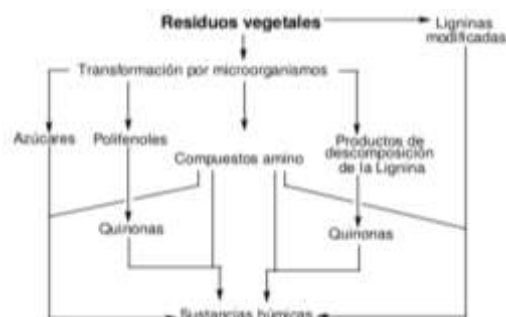 Residuos vegetales
Ligninas
modificadas
Transformación por microorganismos
Azúcares
Polifenoles
Compuestos amino
Productos de
descomposición
de la Lignina
Quinonas
Quinonas
Sustancias húmicas